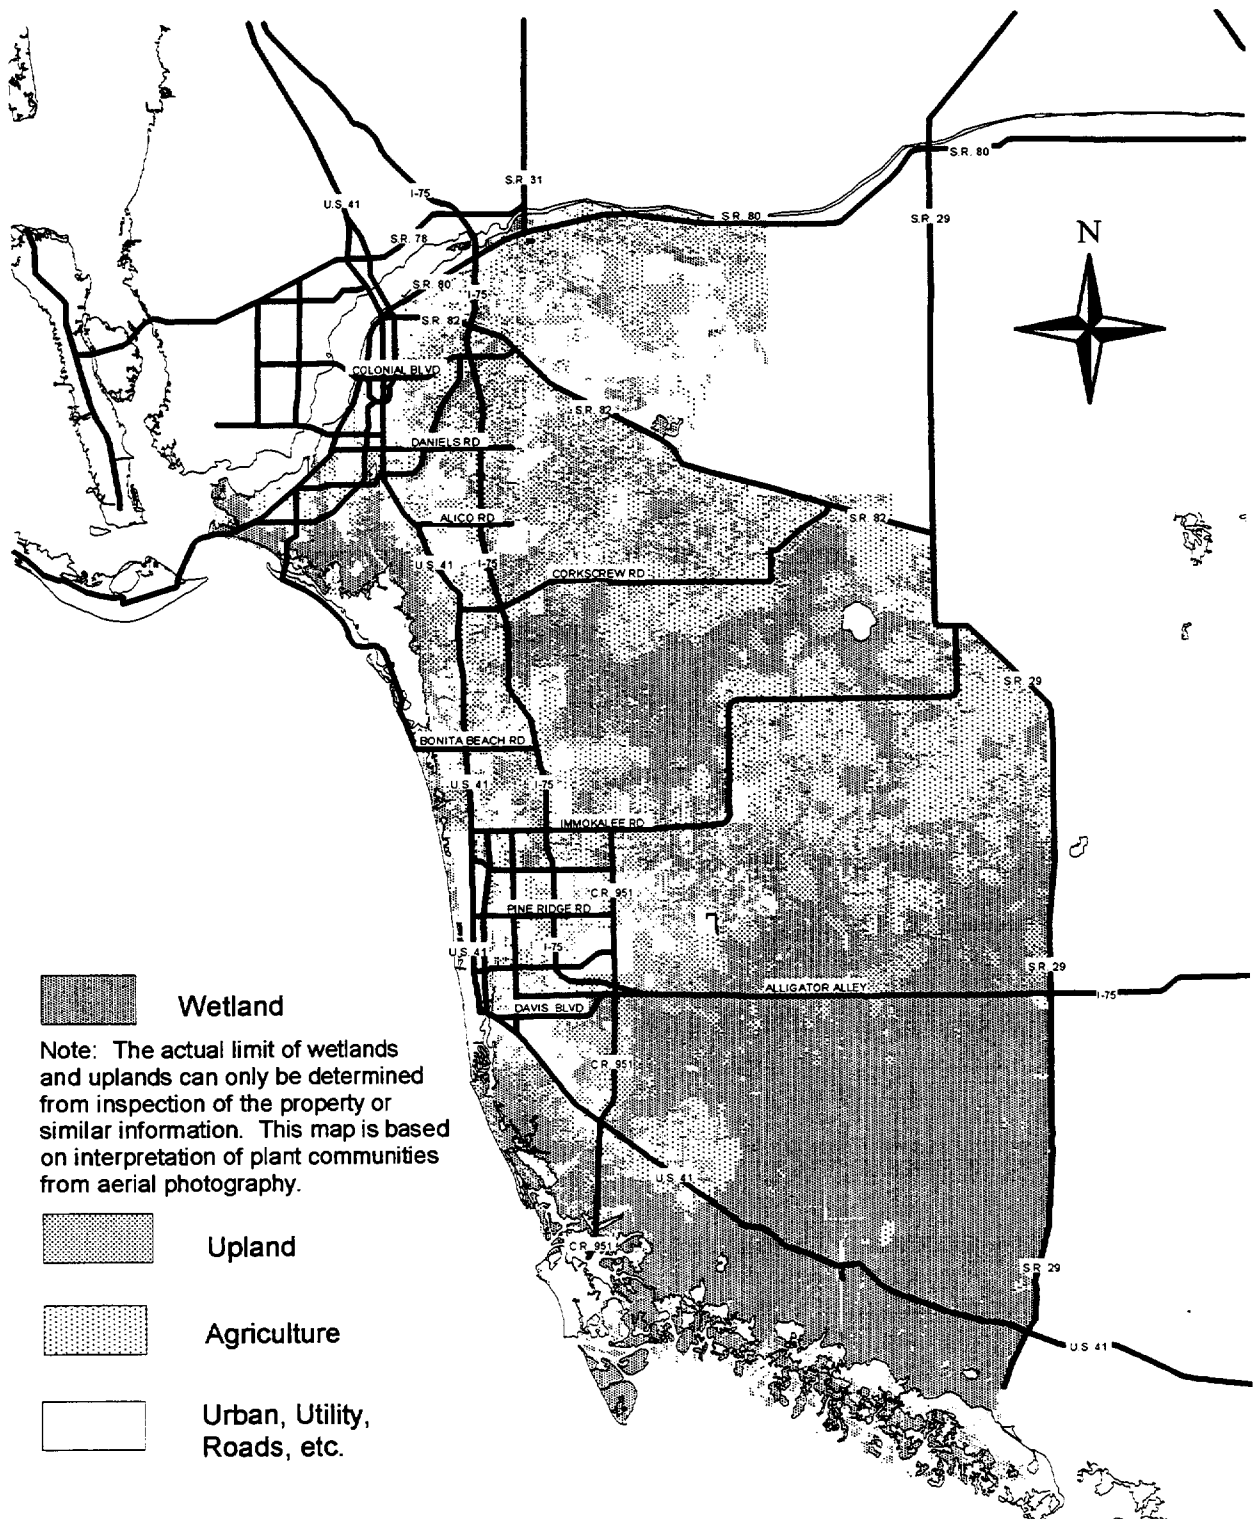 S.R. 80
S.R. 31
I-75
U.S. 41
S.R. 80
S.R. 29
N
S.R. 78
S.R. 80
I-75
S.R. 82
COLONIAL BLVD
S.R. 82
DANIELS RD
ALICO RD
S.R. 82
U.S. 41
I-75
CORKSCREW RD
S.R. 29
BONITA BEACH RD
U.S. 41
I-75
IMMOKALEE RD
C.R. 951
PINE RIDGE RD
U.S. 41
I-75
S.R. 29
ALLIGATOR ALLEY
I-75
DAVIS BLVD
C.R. 951
U.S. 41
C.R. 951
S.R. 29
U.S. 41
Wetland
Note: The actual limit of wetlands
and uplands can only be determined
from inspection of the property or
similar information. This map is based
on interpretation of plant communities
from aerial photography.
Upland
Agriculture
Urban, Utility,
Roads, etc.